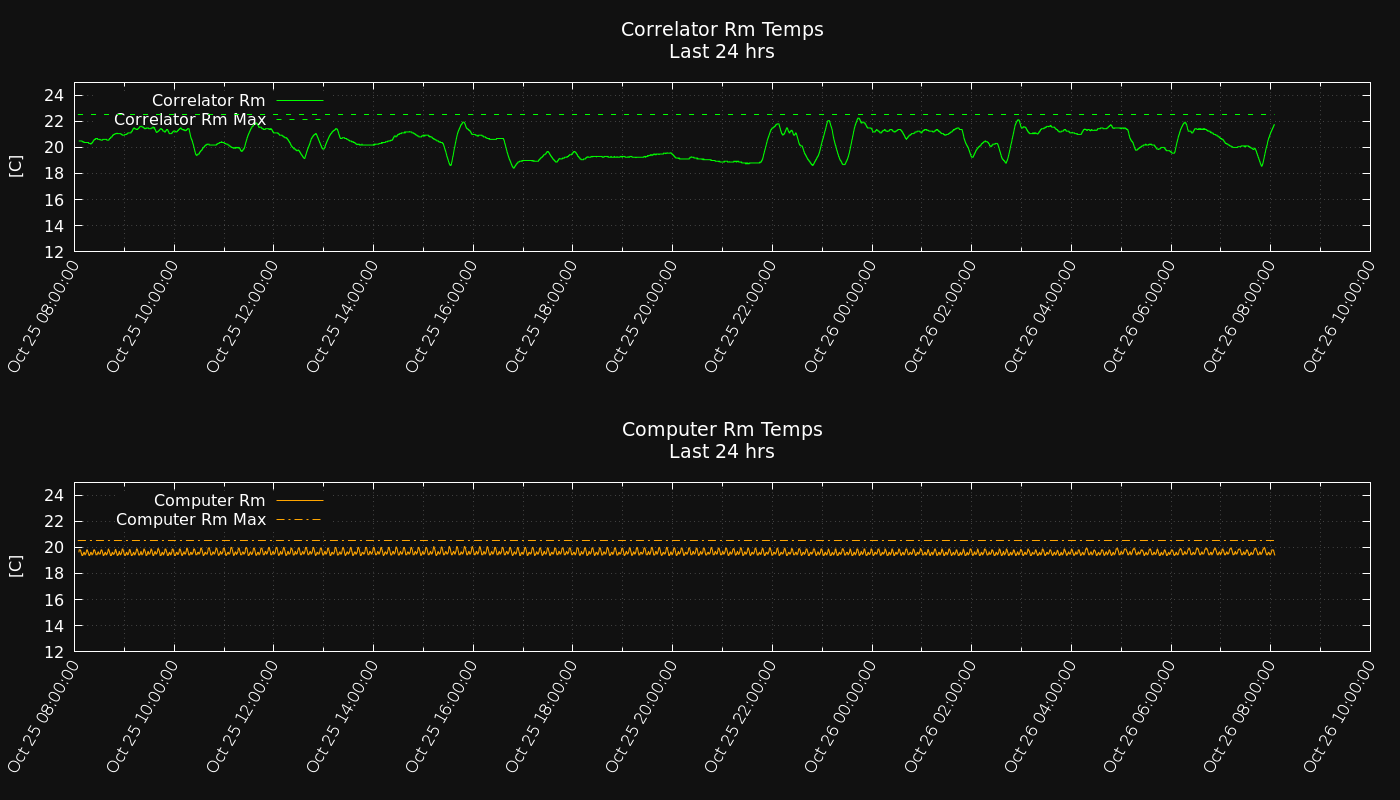 Correlator Rm Temps
Last 24 hrs
Correlator Rm
Correlator Rm Max
[C]
24
22
20
18
16
14
12
Oct 25 08:00:00
Oct 25 10:00:00
Oct 25 12:00:00
Oct 25 14:00:00
Oct 25 16:00:00
Oct 25 18:00:00
Oct 25 20:00:00
Oct 25 22:00:00
Oct 26 00:00:00
Oct 26 02:00:00
Oct 26 04:00:00
Oct 26 06:00:00
Oct 26 08:00:00
Oct 26 10:00:00
Computer Rm Temps
Last 24 hrs
Computer Rm
Computer Rm Max
[C]
24
22
20
18
16
14
12
Oct 25 08:00:00
Oct 25 10:00:00
Oct 25 12:00:00
Oct 25 14:00:00
Oct 25 16:00:00
Oct 25 18:00:00
Oct 25 20:00:00
Oct 25 22:00:00
Oct 26 00:00:00
Oct 26 02:00:00
Oct 26 04:00:00
Oct 26 06:00:00
Oct 26 08:00:00
Oct 26 10:00:00